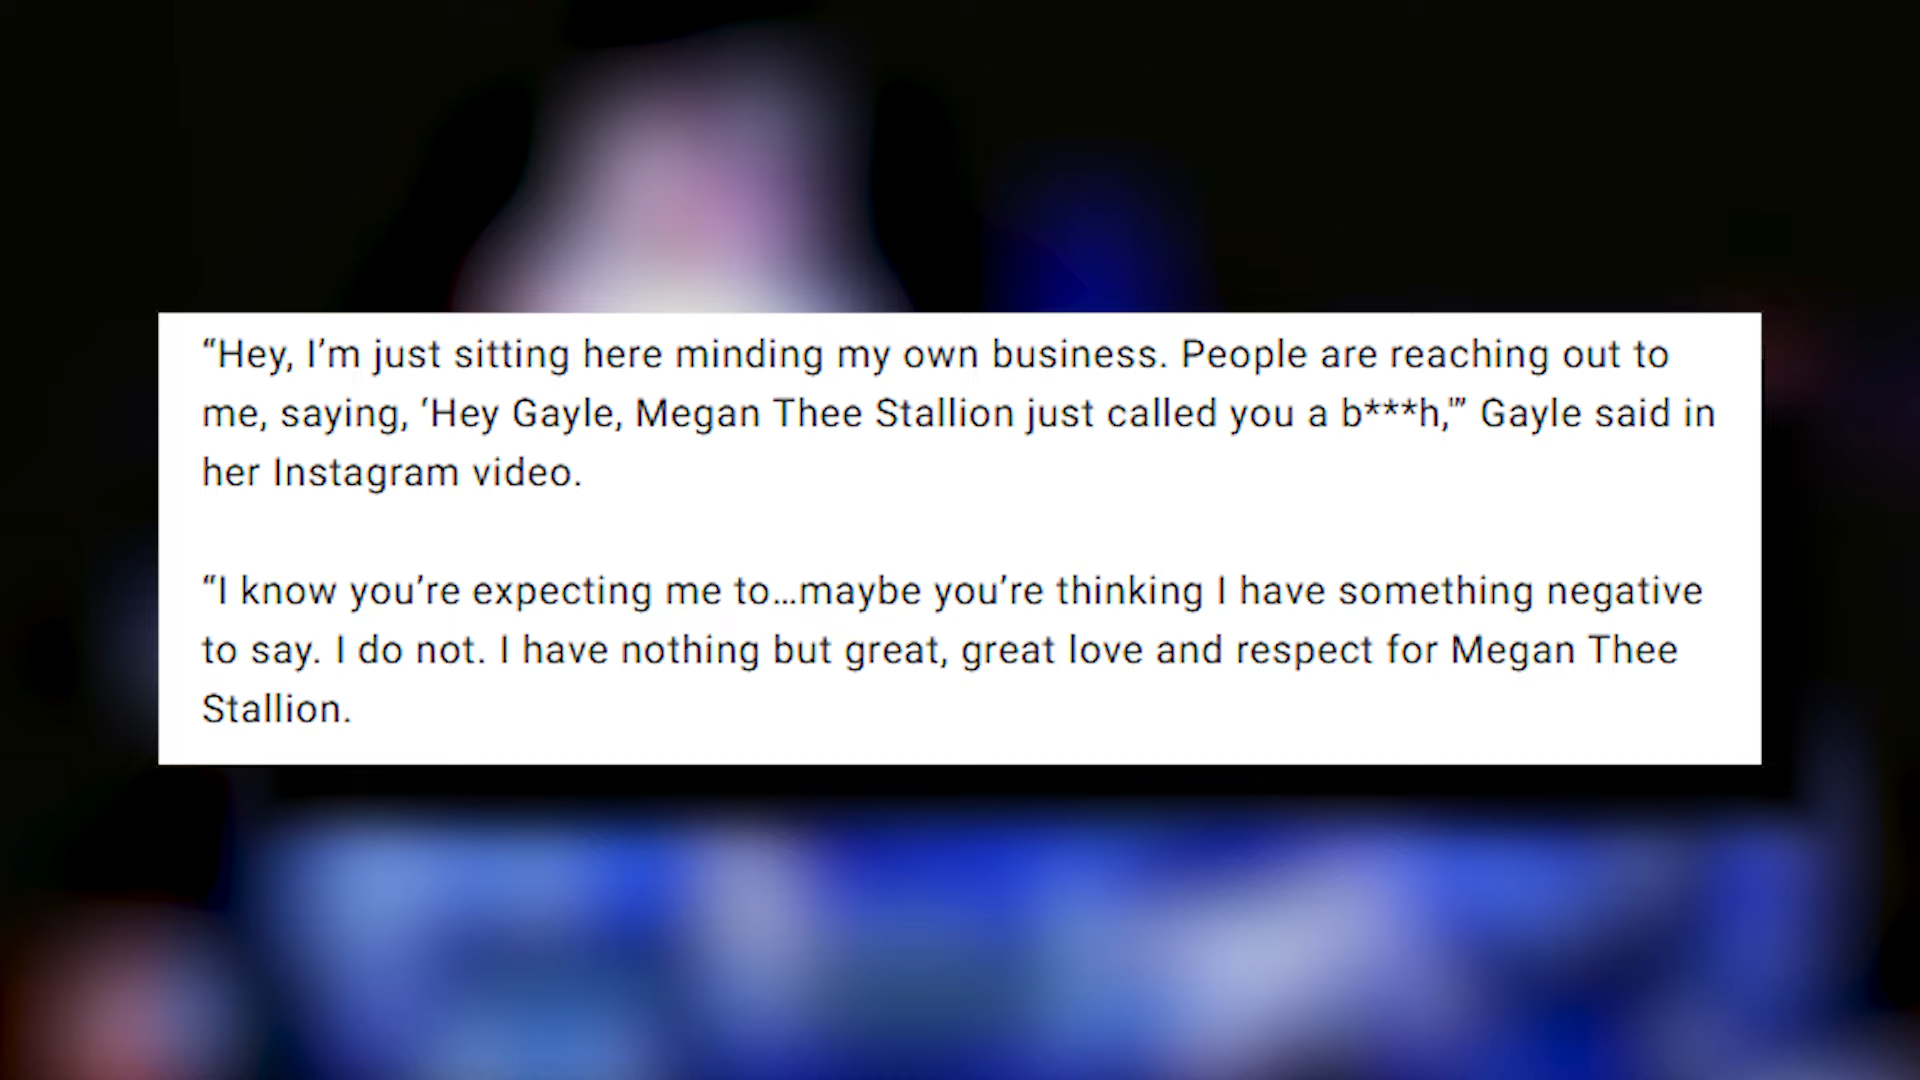 “Hey, I’m just sitting here minding my own business. People are reaching out to
me, saying, ‘Hey Gayle, Megan Thee Stallion just called you a b***h,’” Gayle said in
her Instagram video.
“I know you’re expecting me to…maybe you’re thinking I have something negative
to say. I do not. I have nothing but great, great love and respect for Megan Thee
Stallion.